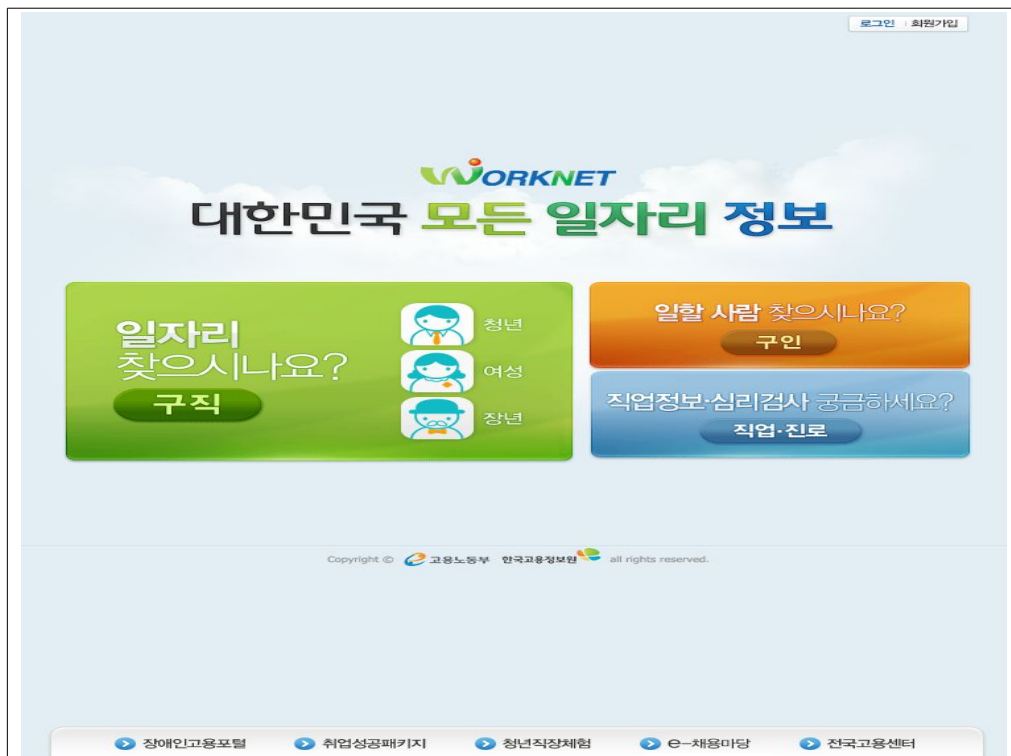 로그인 회원가입
WORKNET
대한민국 모든 일자리 정보
일자리
찾으시나요?
구직
청년
여성
장년
일할 사람 찾으시나요?
구인
직업정보·심리검사 궁금하세요?
직업·진로
Copyright © 고용노동부 한국고용정보원 all rights reserved.
장애인고용포털 취업성공패키지 청년직장체험 e-채용마당 전국고용센터